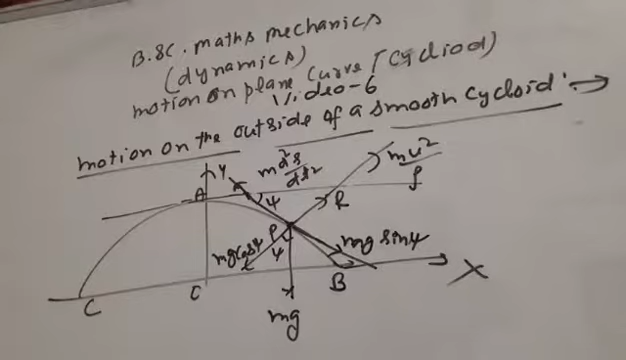 B.SC. maths mechanics
(dynamics)
motion on plane curve (Cycliod)
Video-6
motion on the outside of a smooth cycloid :→
Y
m d²s/dt²
mv²/ρ
A
ψ
R
P
mg cosψ
ψ
mg sinψ
C
O
B
X
mg